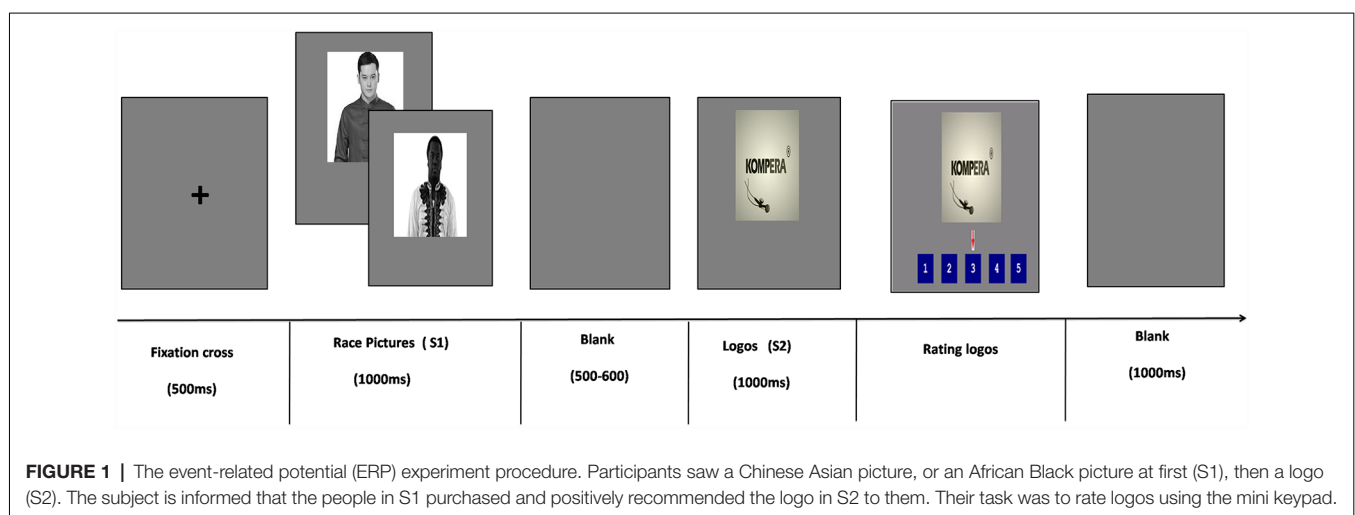 +
KOMPERA
®
KOMPERA
®
1 2 3 4 5
Fixation cross
(500ms)
Race Pictures ( S1)
(1000ms)
Blank
(500-600)
Logos (S2)
(1000ms)
Rating logos
Blank
(1000ms)
FIGURE 1 | The event-related potential (ERP) experiment procedure. Participants saw a Chinese Asian picture, or an African Black picture at first (S1), then a logo
(S2). The subject is informed that the people in S1 purchased and positively recommended the logo in S2 to them. Their task was to rate logos using the mini keypad.